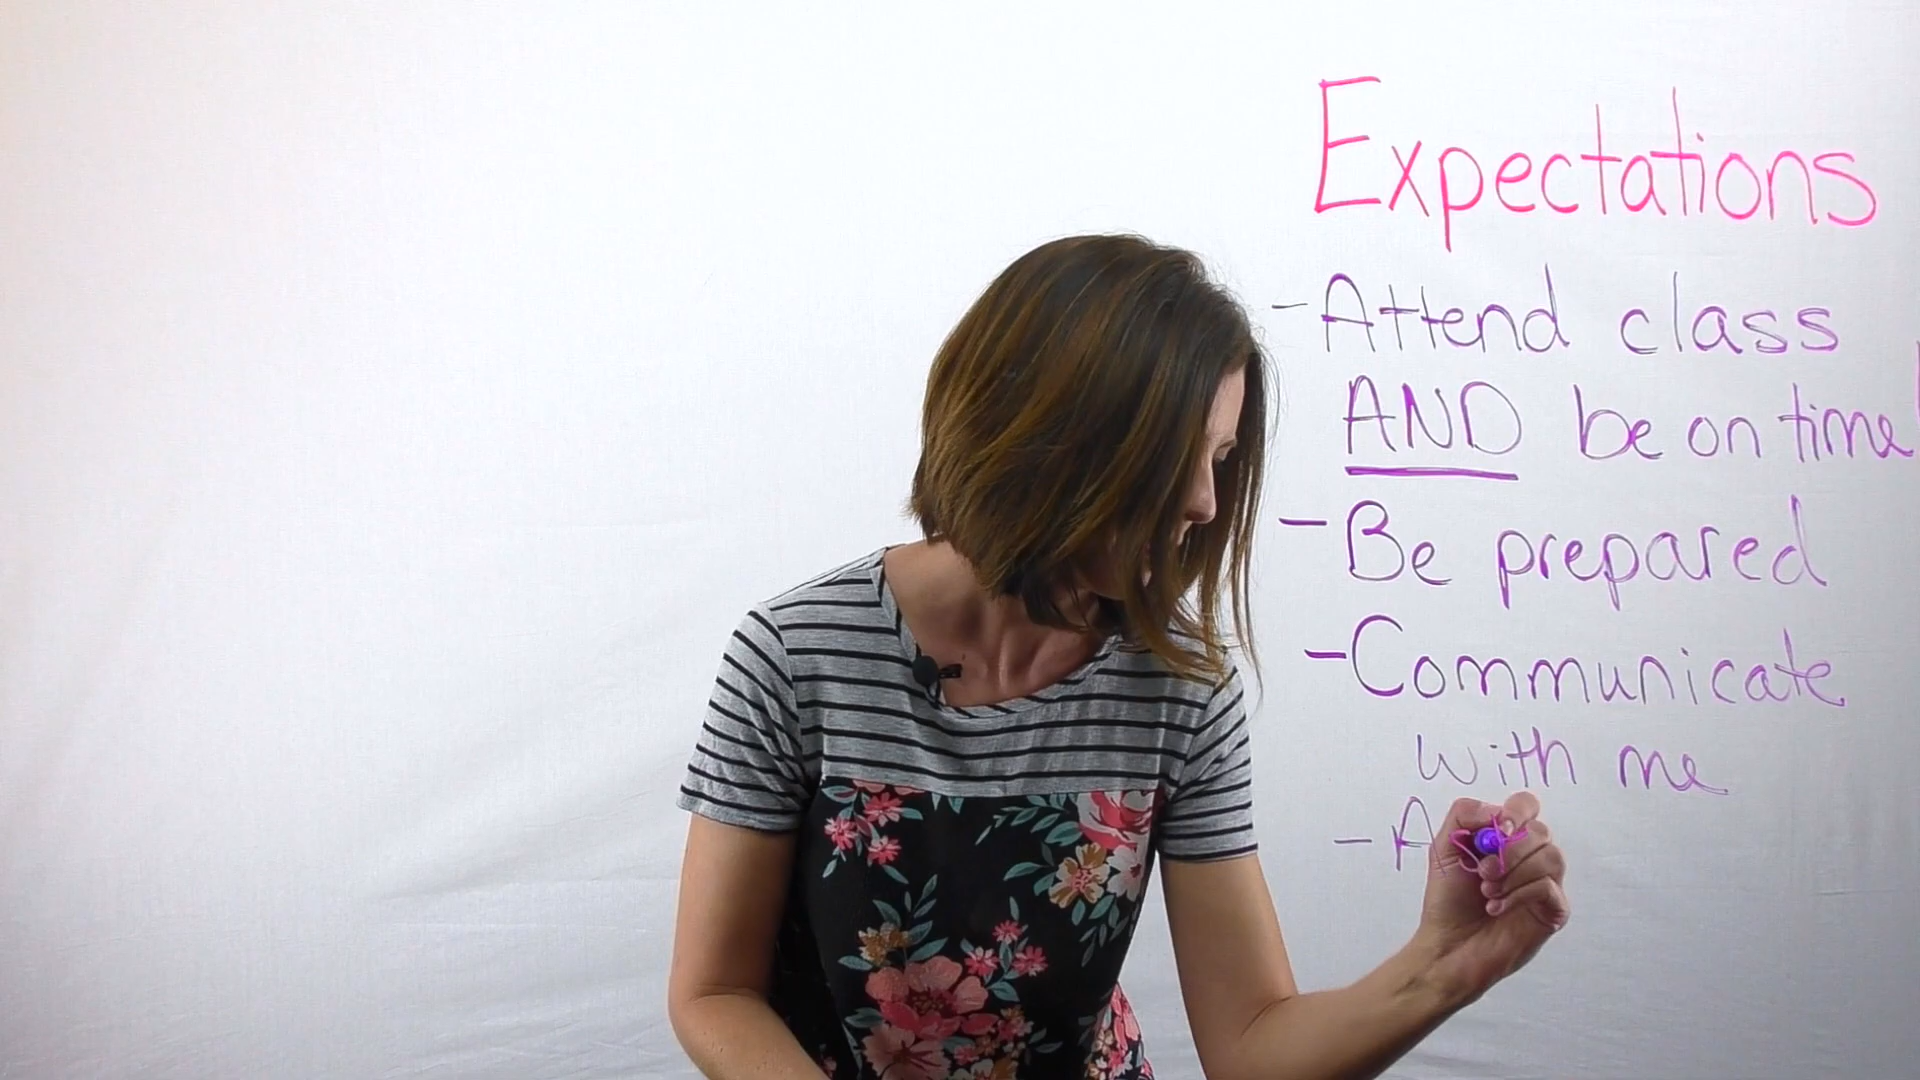 Expectations
- Attend class
AND be on time!
- Be prepared
- Communicate
with me
-